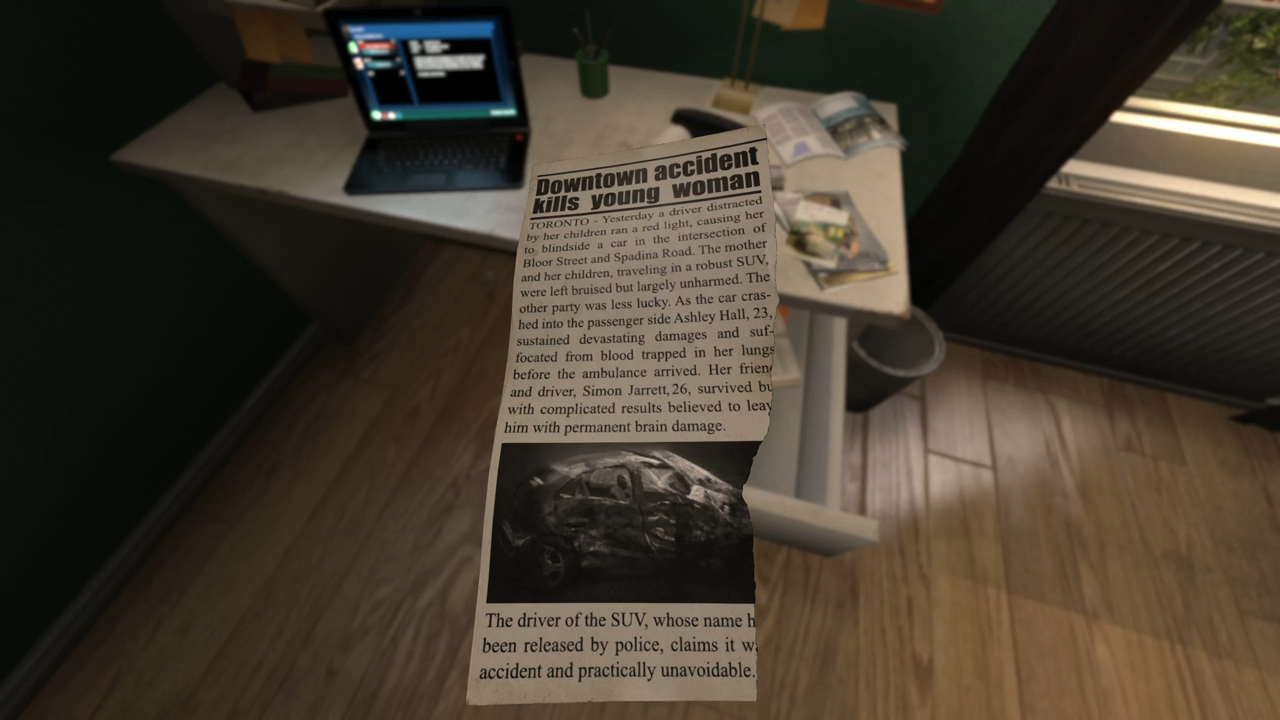 Downtown accident
kills young woman
TORONTO - Yesterday a driver distracted
by her children ran a red light, causing her
to blindside a car in the intersection of
Bloor Street and Spadina Road. The mother
and her children, traveling in a robust SUV,
were left bruised but largely unharmed. The
other party was less lucky. As the car cras-
hed into the passenger side Ashley Hall, 23,
sustained devastating damages and suf-
focated from blood trapped in her lungs
before the ambulance arrived. Her frien
and driver, Simon Jarrett, 26, survived bu
with complicated results believed to leav
him with permanent brain damage.
The driver of the SUV, whose name h
been released by police, claims it w
accident and practically unavoidable.